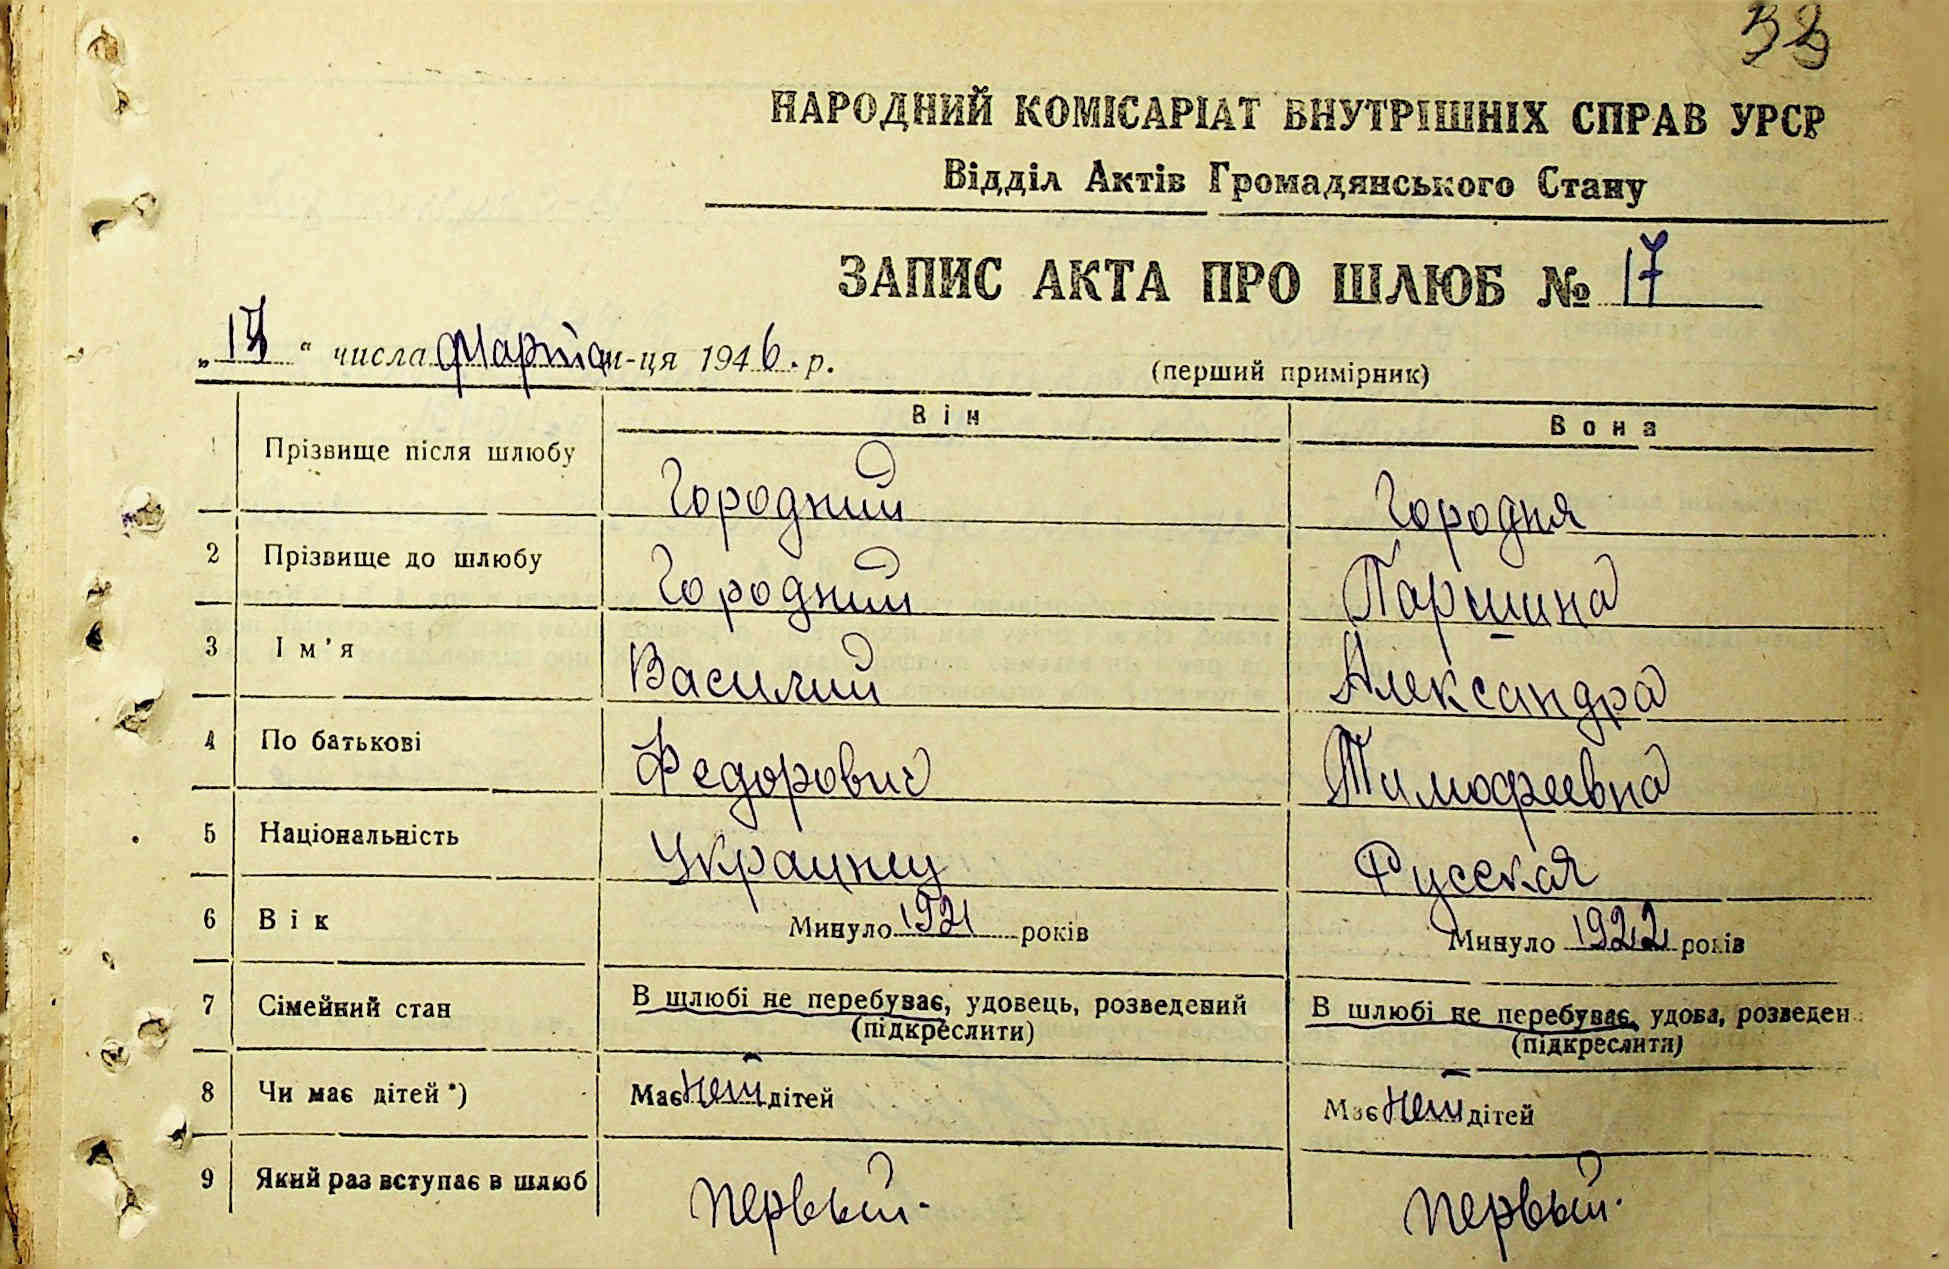 НАРОДНИЙ КОМІСАРІАТ ВНУТРІШНІХ СПРАВ УРСР
Відділ Актів Громадянського Стану
ЗАПИС АКТА ПРО ШЛЮБ № 17
" " числа Марта м-ця 1946. р. (перший примірник)
Він Вона
1 Прізвище після шлюбу Городний Городня
2 Прізвище до шлюбу Городний Паршина
3 Ім'я Василий Александра
4 По батькові Федорович Тимофеевна
5 Національність Украинец Русская
6 Вік Минуло 1921 років Минуло 1922 років
7 Сімейний стан В шлюбі не перебуває, удовець, розведений В шлюбі не перебуває, удова, розведен
(підкреслити) (підкреслити)
8 Чи має дітей *) Має нет дітей Має нет дітей
9 Який раз вступає в шлюб первый. первый.